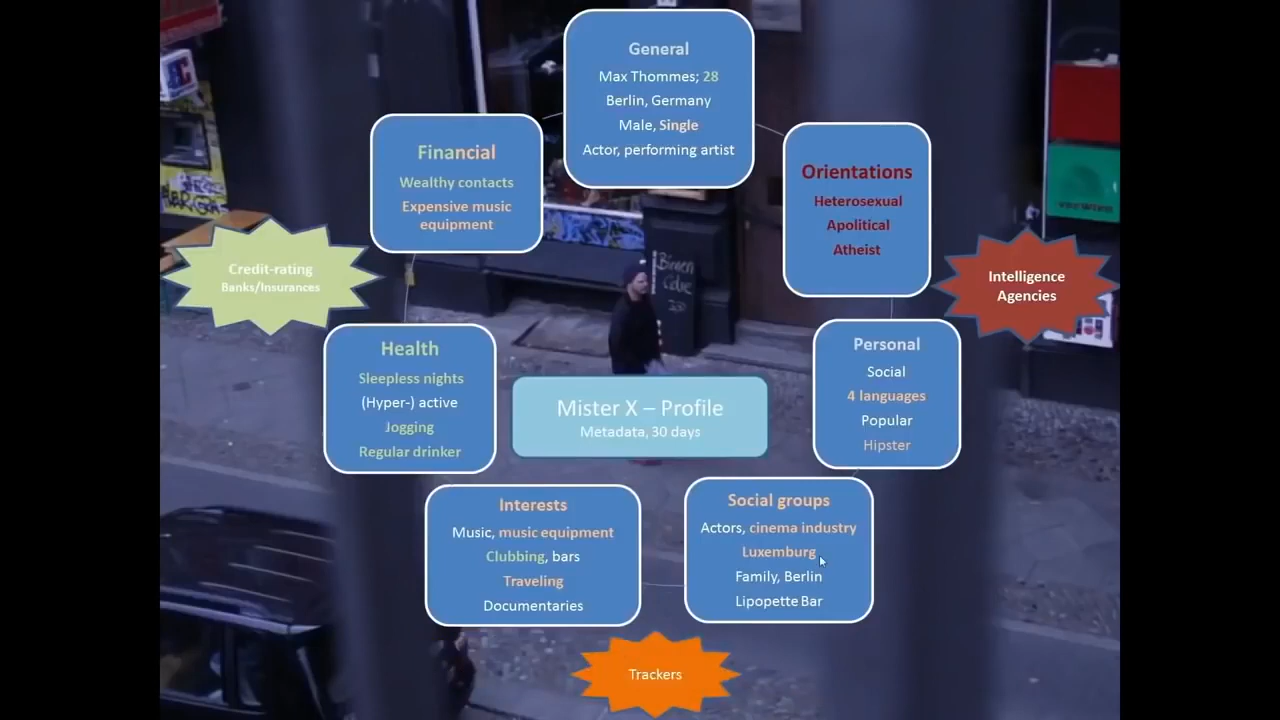 General
Max Thommes; 28
Berlin, Germany
Male, Single
Actor, performing artist
Financial
Wealthy contacts
Expensive music
equipment
Orientations
Heterosexual
Apolitical
Atheist
Credit-rating
Banks/Insurances
Intelligence
Agencies
Health
Sleepless nights
(Hyper-) active
Jogging
Regular drinker
Mister X – Profile
Metadata, 30 days
Personal
Social
4 languages
Popular
Hipster
Interests
Music, music equipment
Clubbing, bars
Traveling
Documentaries
Social groups
Actors, cinema industry
Luxemburg
Family, Berlin
Lipopette Bar
Trackers